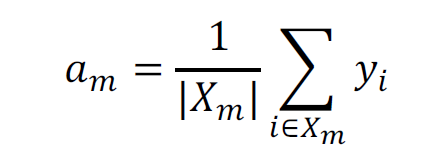 a_m = \frac{1}{|X_m|} \sum_{i \in X_m} y_i